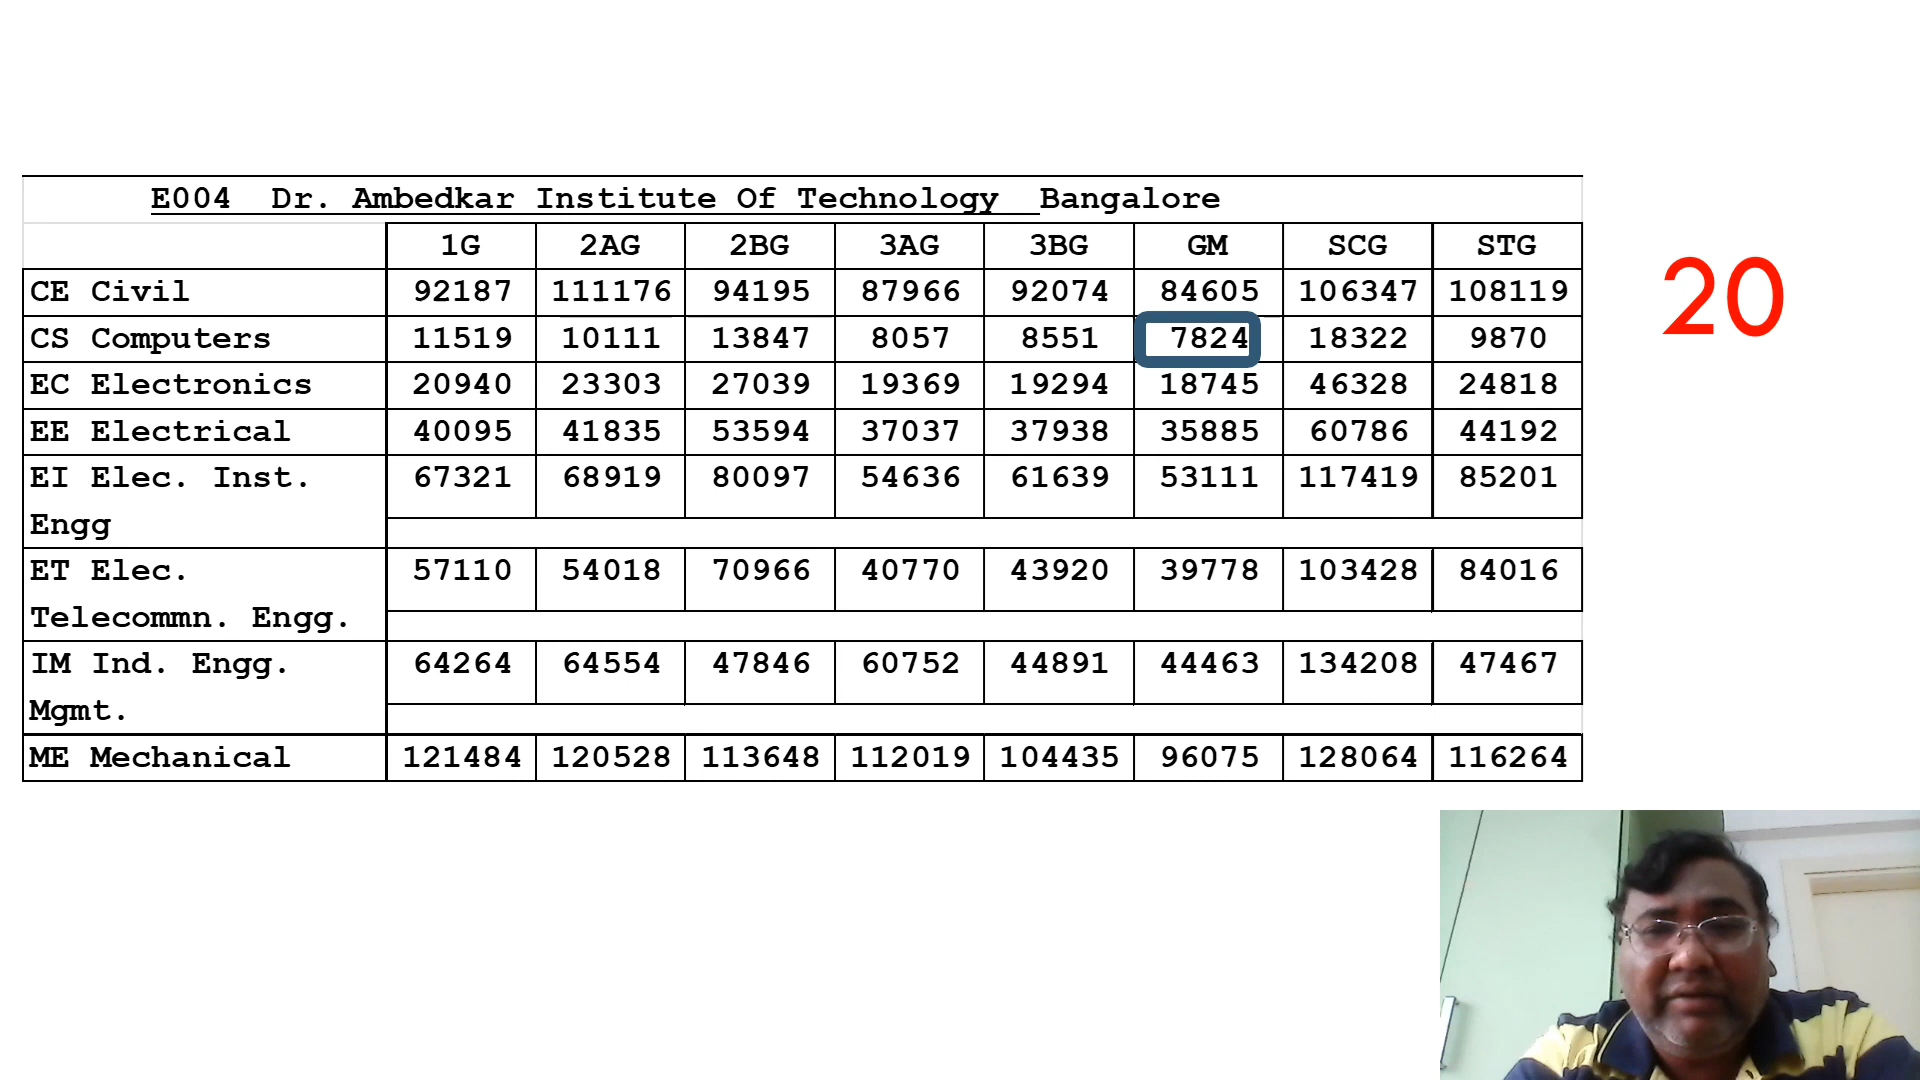 E004 Dr. Ambedkar Institute Of Technology Bangalore
1G 2AG 2BG 3AG 3BG GM SCG STG
CE Civil 92187 111176 94195 87966 92074 84605 106347 108119
CS Computers 11519 10111 13847 8057 8551 7824 18322 9870
EC Electronics 20940 23303 27039 19369 19294 18745 46328 24818
EE Electrical 40095 41835 53594 37037 37938 35885 60786 44192
EI Elec. Inst. 67321 68919 80097 54636 61639 53111 117419 85201
Engg
ET Elec. 57110 54018 70966 40770 43920 39778 103428 84016
Telecommn. Engg.
IM Ind. Engg. 64264 64554 47846 60752 44891 44463 134208 47467
Mgmt.
ME Mechanical 121484 120528 113648 112019 104435 96075 128064 116264
20